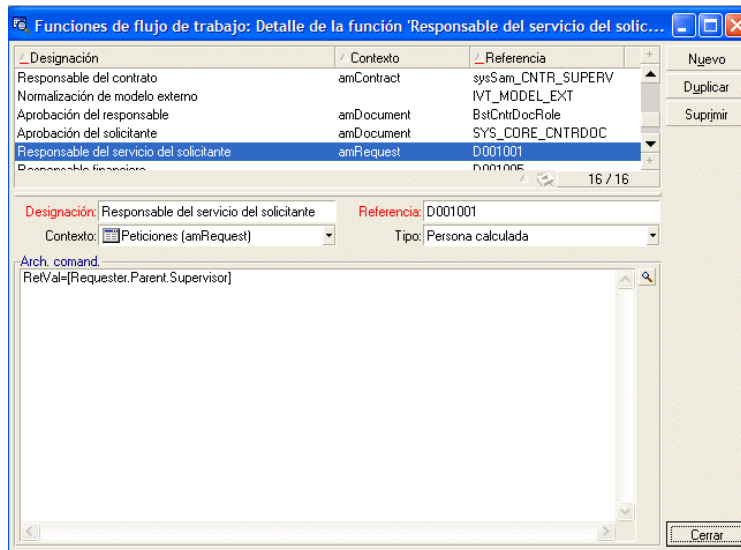 Funciones de flujo de trabajo: Detalle de la función 'Responsable del servicio del solic...
Designación Contexto Referencia
Responsable del contrato amContract sysSam_CNTR_SUPERV
Normalización de modelo externo IVT_MODEL_EXT
Aprobación del responsable amDocument BstCntrDocRole
Aprobación del solicitante amDocument SYS_CORE_CNTRDOC
Responsable del servicio del solicitante amRequest D001001
Responsable financiero D001005
16 / 16
Nuevo
Duplicar
Suprimir
Designación: Responsable del servicio del solicitante Referencia: D001001
Contexto: Peticiones (amRequest) Tipo: Persona calculada
Arch. comand.
RetVal=[Requester.Parent.Supervisor]
Cerrar